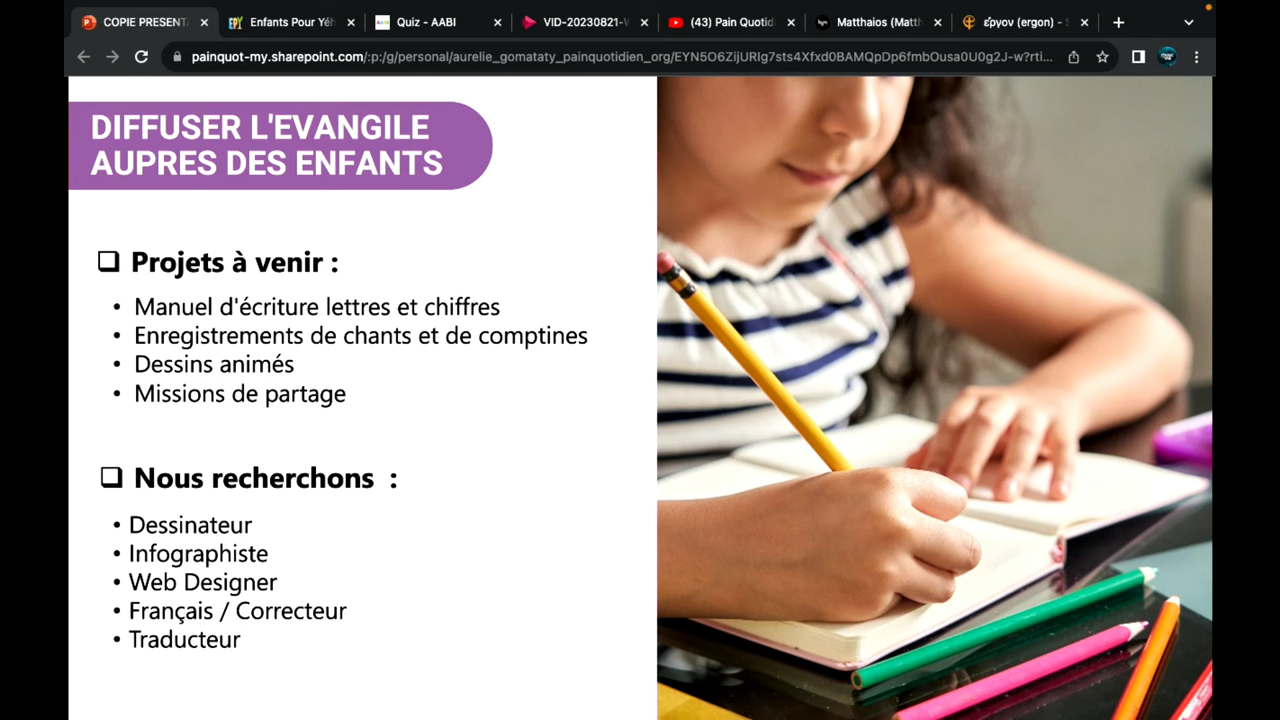 COPIE PRESENT
Enfants Pour Yéh
Quiz - AABI
VID-20230821-
(43) Pain Quotid
Matthaios (Matt
εργον (ergon) -
painquot-my.sharepoint.com/:p:/g/personal/aurelie_gomataty_painquotidien_org/EYN5O6ZijURIg7sts4Xfxd0BAMQpDp6fmbOusa0U0g2J-w?rti...
DIFFUSER L'EVANGILE
AUPRES DES ENFANTS
❑ Projets à venir :
• Manuel d'écriture lettres et chiffres
• Enregistrements de chants et de comptines
• Dessins animés
• Missions de partage
❑ Nous recherchons :
• Dessinateur
• Infographiste
• Web Designer
• Français / Correcteur
• Traducteur